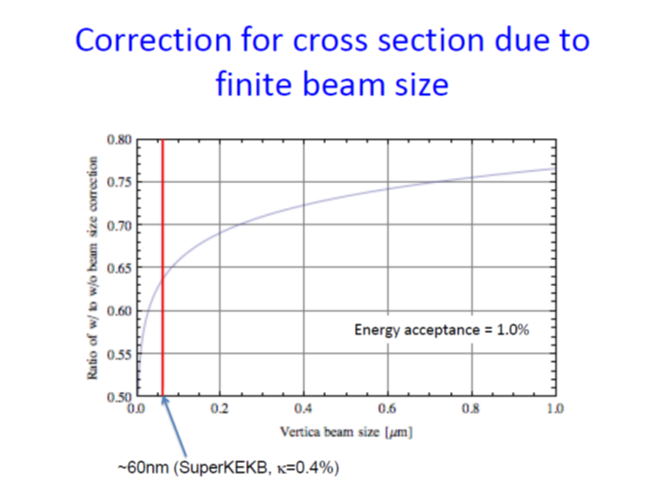 Correction for cross section due to
finite beam size
Ratio of w/ to w/o beam size correction
0.80
0.75
0.70
0.65
0.60
0.55
0.50
Energy acceptance = 1.0%
0.0 0.2 0.4 0.6 0.8 1.0
Vertica beam size [μm]
~60nm (SuperKEKB, κ=0.4%)